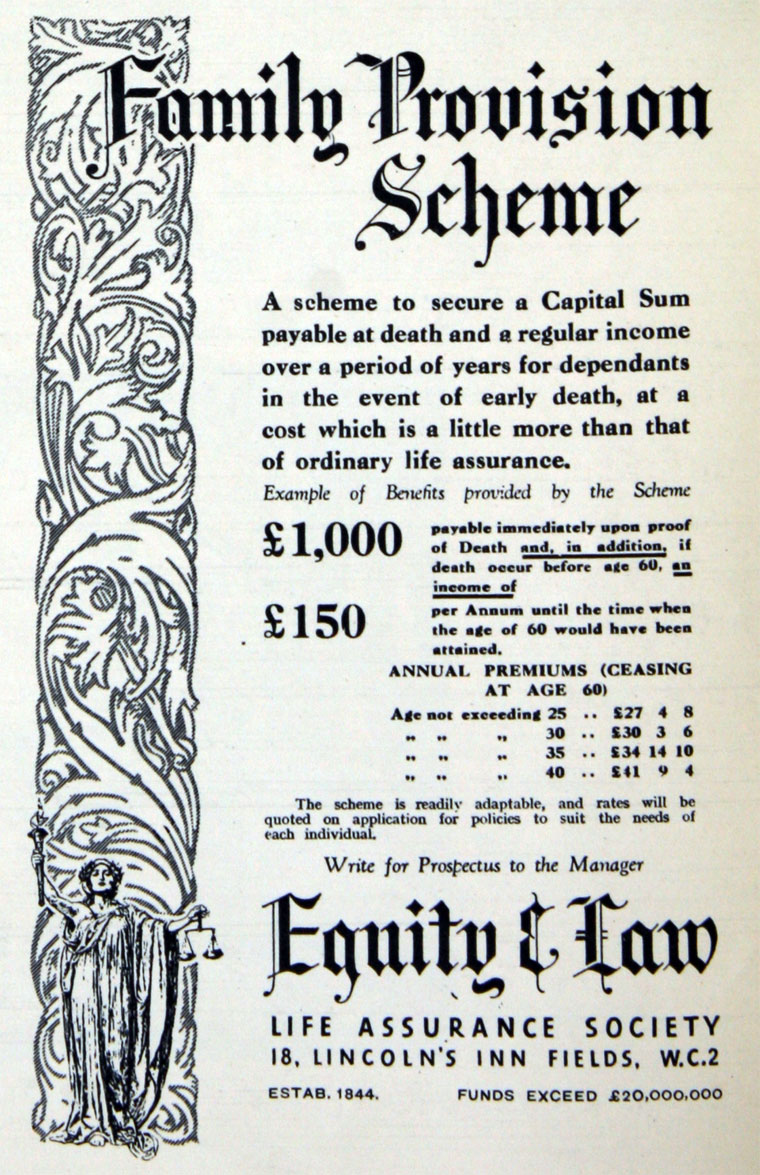 Family Provision
Scheme
A scheme to secure a Capital Sum
payable at death and a regular income
over a period of years for dependants
in the event of early death, at a
cost which is a little more than that
of ordinary life assurance.
Example of Benefits provided by the Scheme
£1,000 payable immediately upon proof
of Death and, in addition, if
death occur before age 60, an
income of
£150 per Annum until the time when
the age of 60 would have been
attained.
ANNUAL PREMIUMS (CEASING
AT AGE 60)
Age not exceeding 25 .. £27 4 8
„ „ „ 30 .. £30 3 6
„ „ „ 35 .. £34 14 10
„ „ „ 40 .. £41 9 4
The scheme is readily adaptable, and rates will be
quoted on application for policies to suit the needs of
each individual.
Write for Prospectus to the Manager
Equity & Law
LIFE ASSURANCE SOCIETY
18, LINCOLN'S INN FIELDS, W.C.2
ESTAB. 1844. FUNDS EXCEED £20,000,000